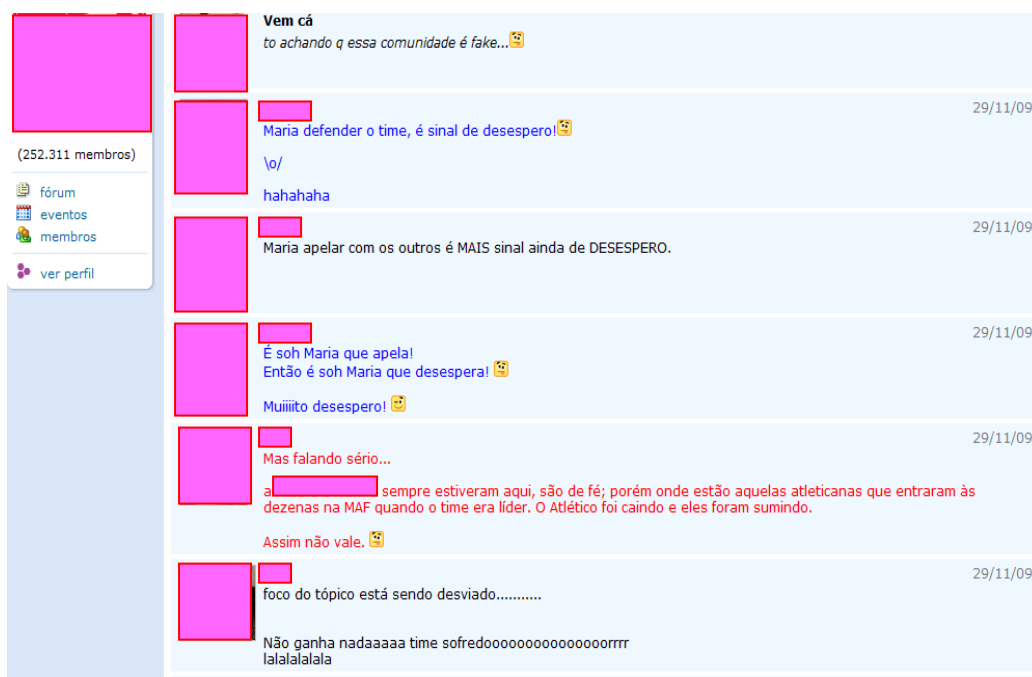 Vem cá
to achando q essa comunidade é fake...
29/11/09
Maria defender o time, é sinal de desespero!
\o/
hahahaha
(252.311 membros)
fórum
eventos
membros
ver perfil
29/11/09
Maria apelar com os outros é MAIS sinal ainda de DESESPERO.
29/11/09
É soh Maria que apela!
Então é soh Maria que desespera!
Muiiiito desespero!
29/11/09
Mas falando sério...
a sempre estiveram aqui, são de fé; porém onde estão aquelas atleticanas que entraram às
dezenas na MAF quando o time era líder. O Atlético foi caindo e eles foram sumindo.
Assim não vale.
29/11/09
foco do tópico está sendo desviado...........
Não ganha nadaaaaa time sofredooooooooooooooorrrr
lalalalalala